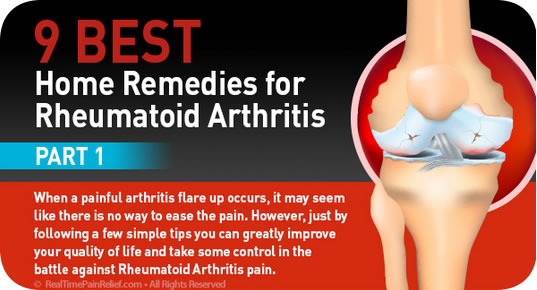 9 BEST
Home Remedies for
Rheumatoid Arthritis
PART 1
When a painful arthritis flare up occurs, it may seem
like there is no way to ease the pain. However, just by
following a few simple tips you can greatly improve
your quality of life and take some control in the
battle against Rheumatoid Arthritis pain.
© RealTimePainRelief.com • All Rights Reserved